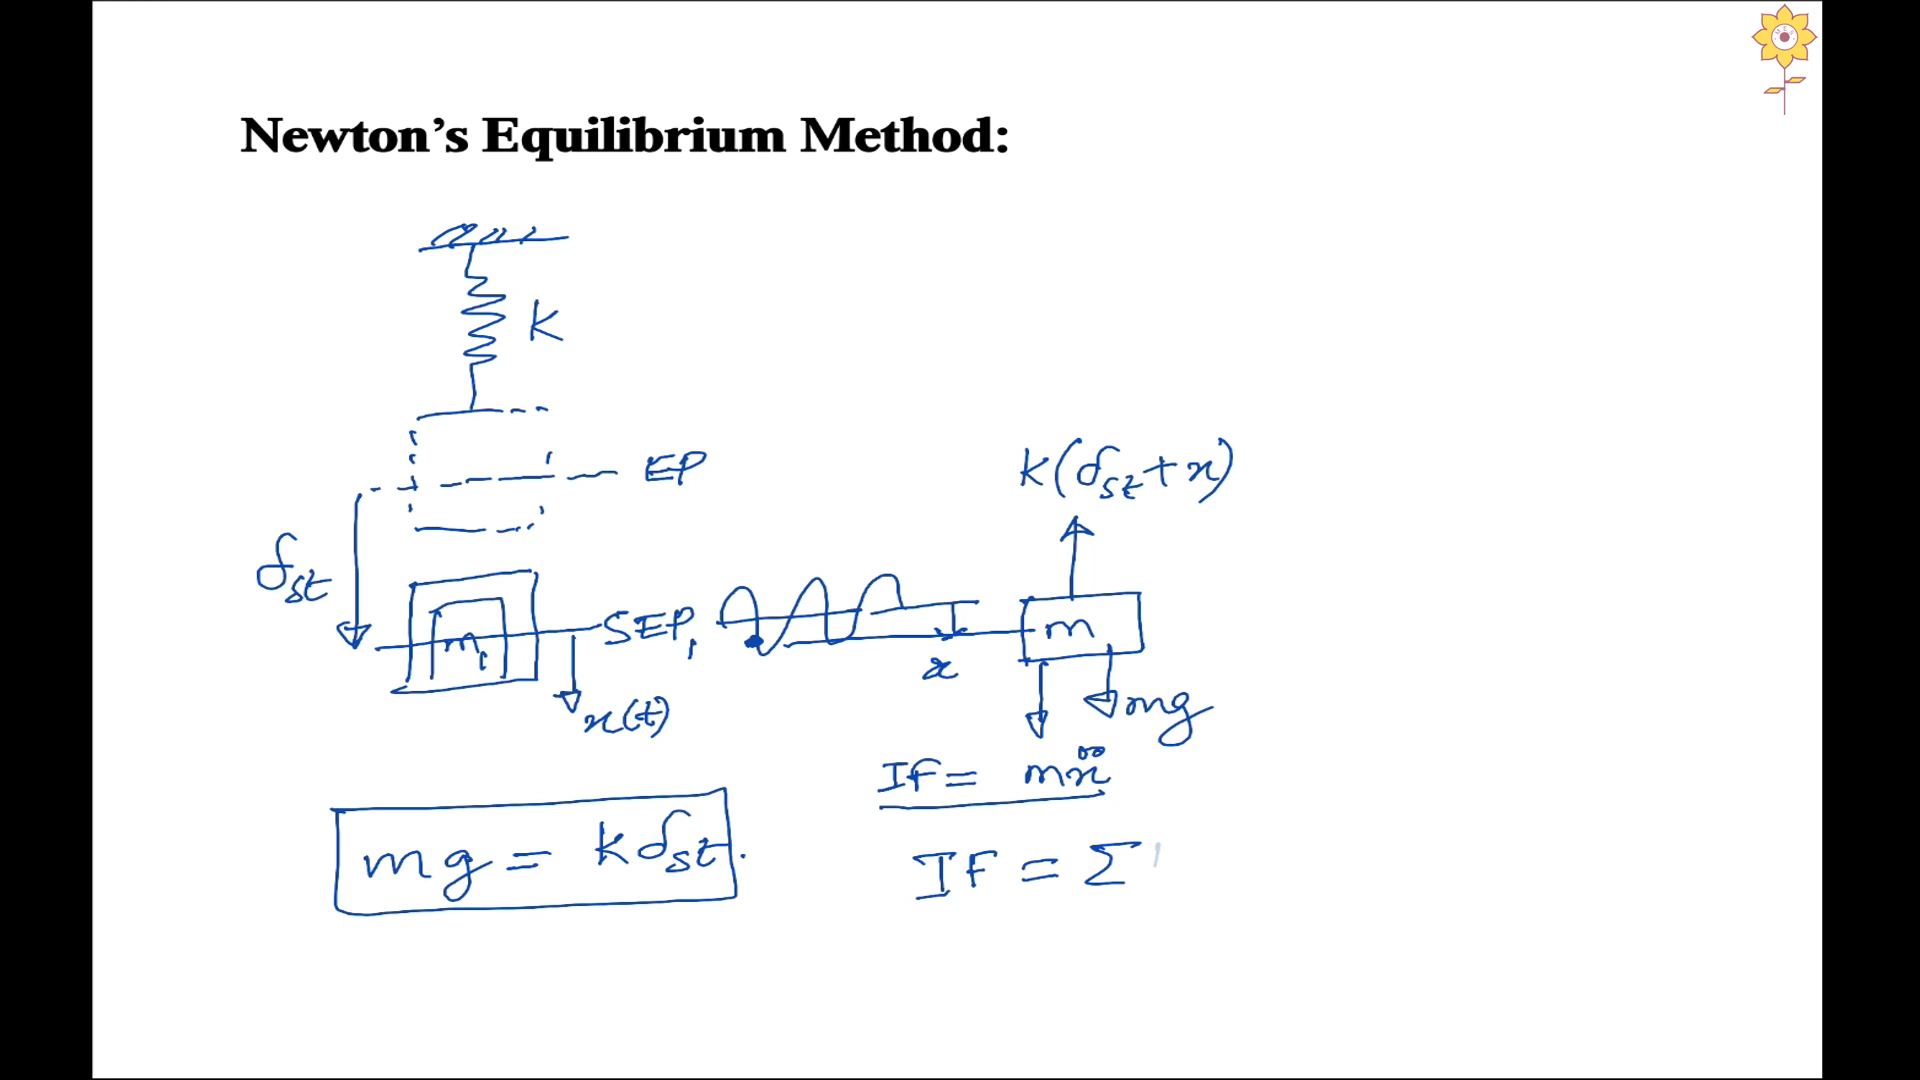 Newton's Equilibrium Method:
K
EP
K(δst+x)
δst
m
SEP,
m
x
x(t)
mg
IF = mẍ
mg = kδst.
IF = Σ